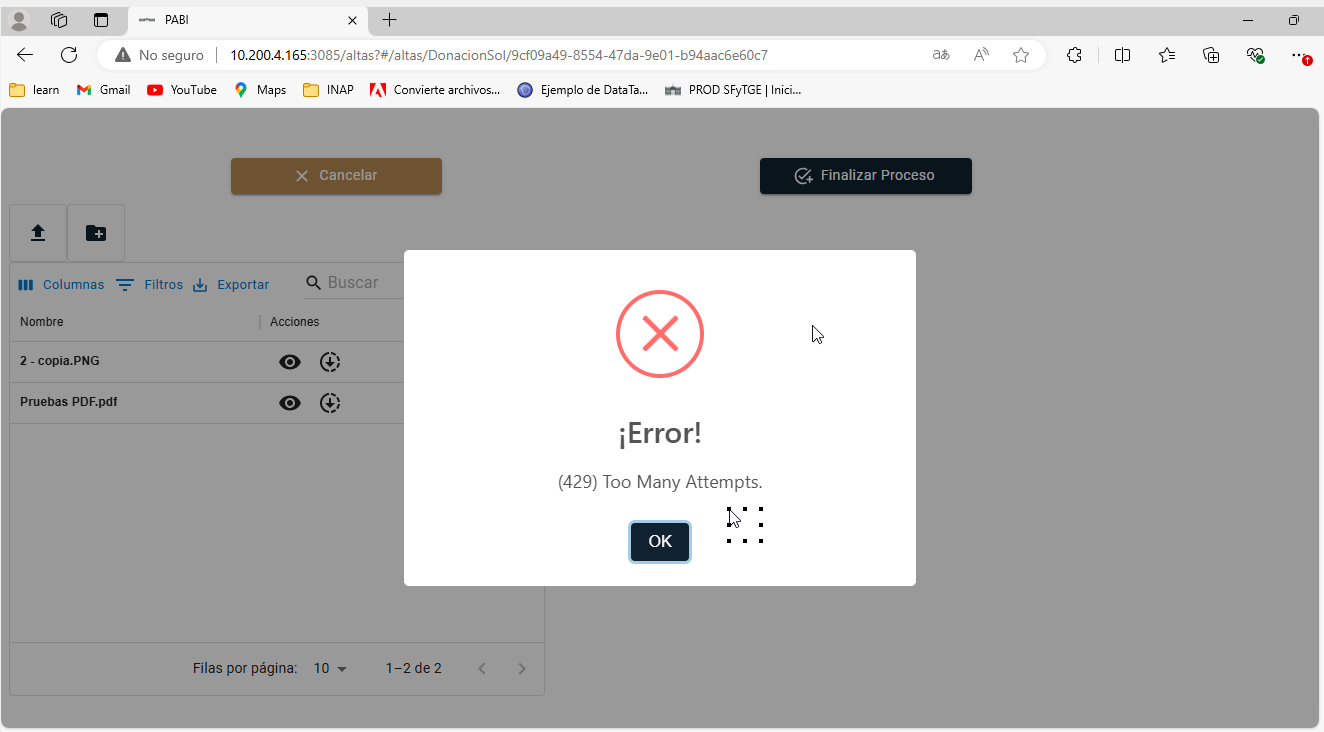 PABI
No seguro
10.200.4.165:3085/altas?#/altas/DonacionSol/9cf09a49-8554-47da-9e01-b94aac6e60c7
aあ
A
learn
Gmail
YouTube
Maps
INAP
Convierte archivos...
Ejemplo de DataTa...
PROD SFyTGE | Inici...
Cancelar
Finalizar Proceso
Columnas
Filtros
Exportar
Buscar
Nombre
Acciones
2 - copia.PNG
Pruebas PDF.pdf
¡Error!
(429) Too Many Attempts.
OK
Filas por página:
10
1–2 de 2